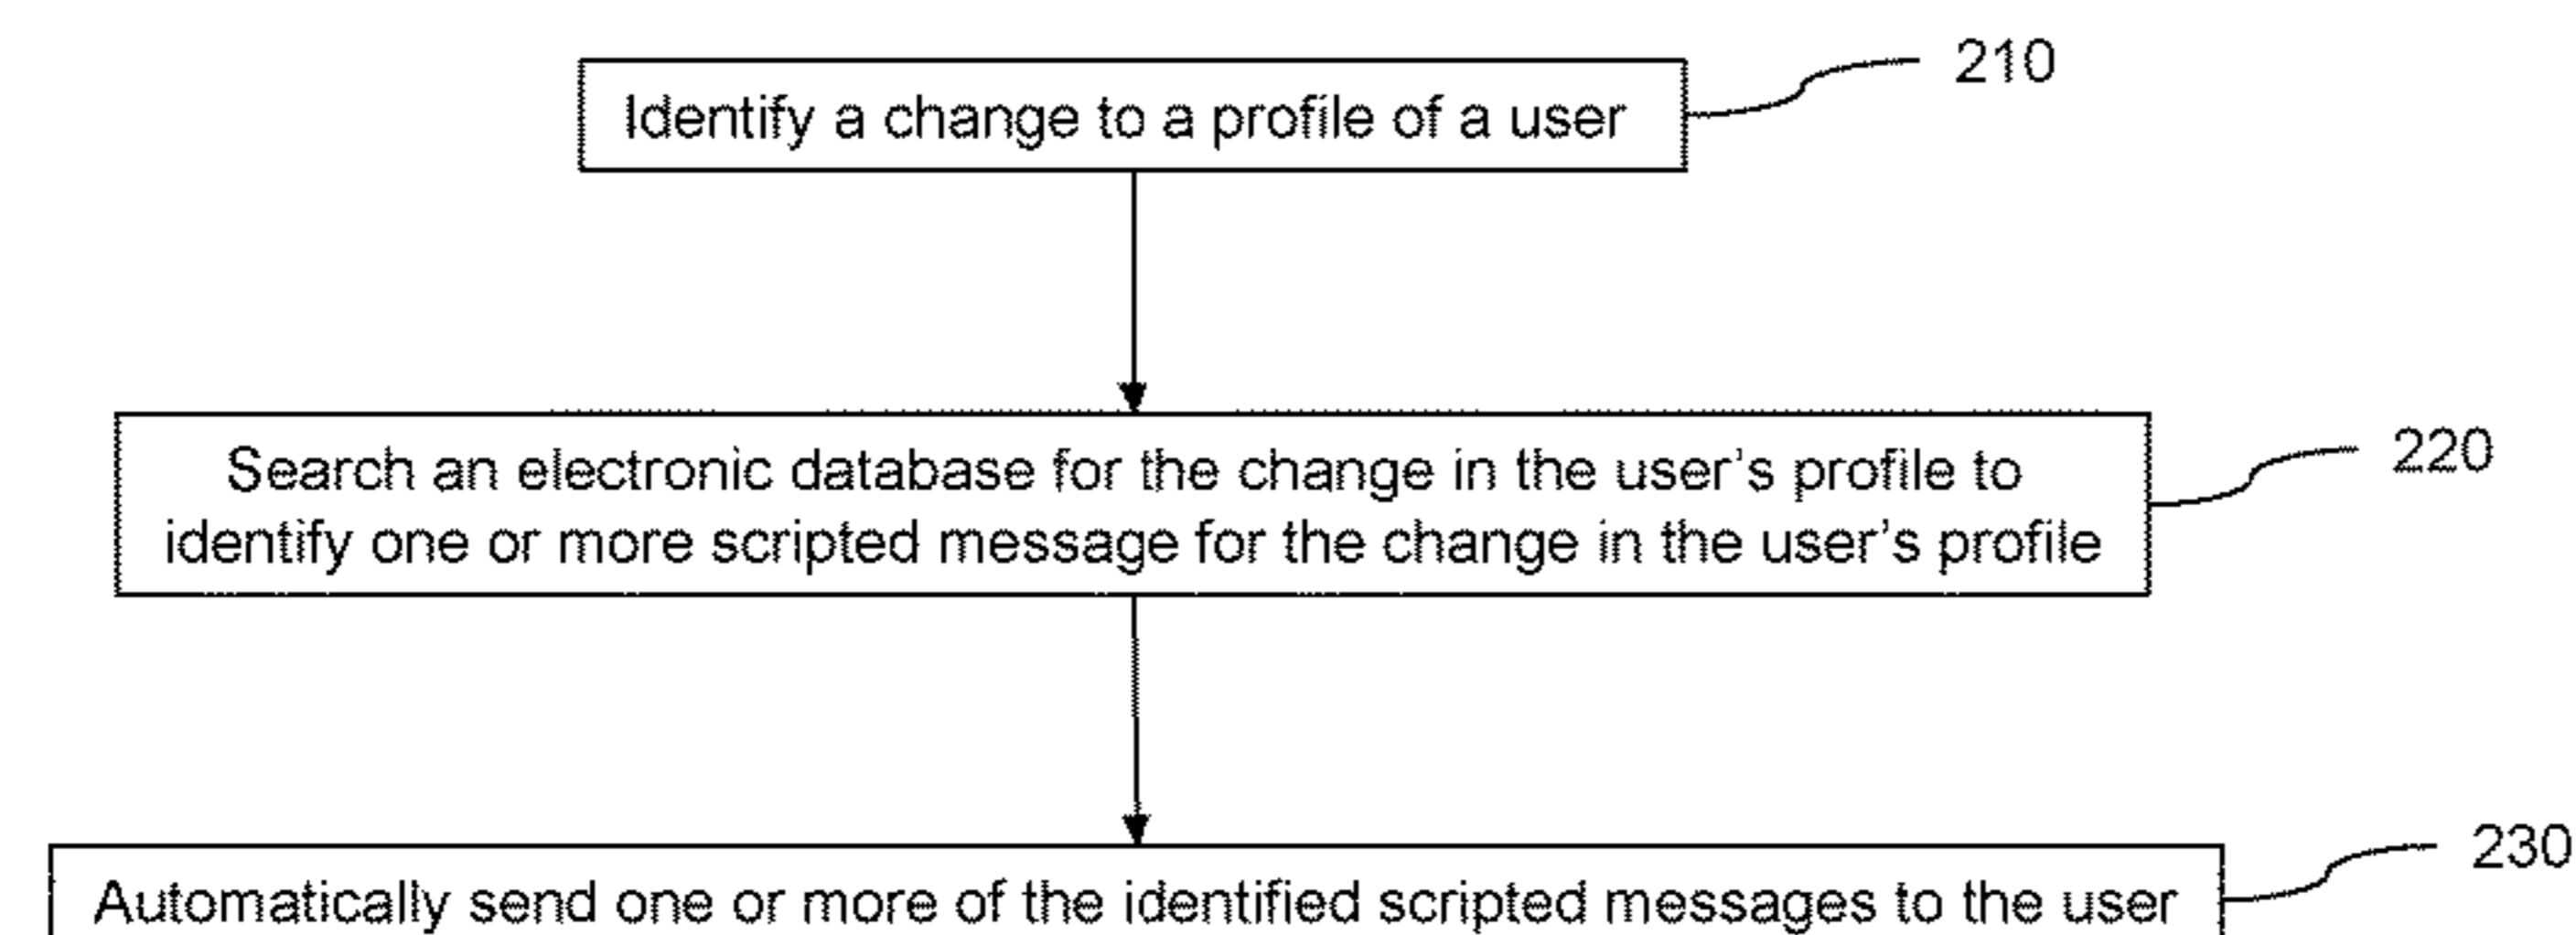 Identify a change to a profile of a user
210
Search an electronic database for the change in the user's profile to
identify one or more scripted message for the change in the user's profile
220
Automatically send one or more of the identified scripted messages to the user
230